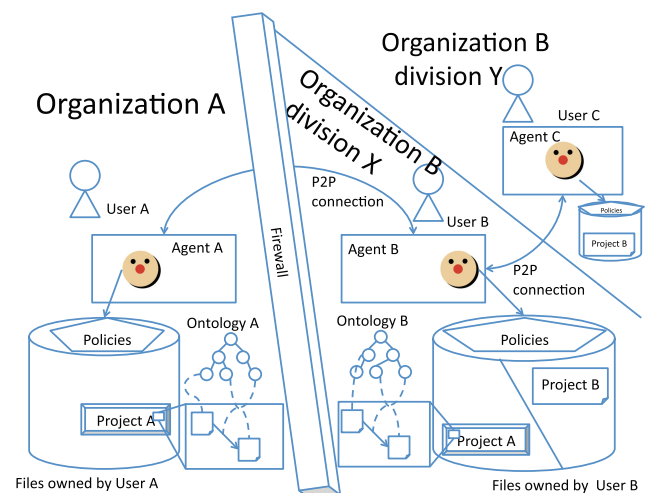 Organization A
Organization B
division X
Organization B
division Y
User A
Agent A
Policies
Ontology A
Project A
Files owned by User A
Firewall
P2P
connection
User B
Agent B
Ontology B
Policies
Project B
Project A
Files owned by  User B
P2P
connection
User C
Agent C
Policies
Project B